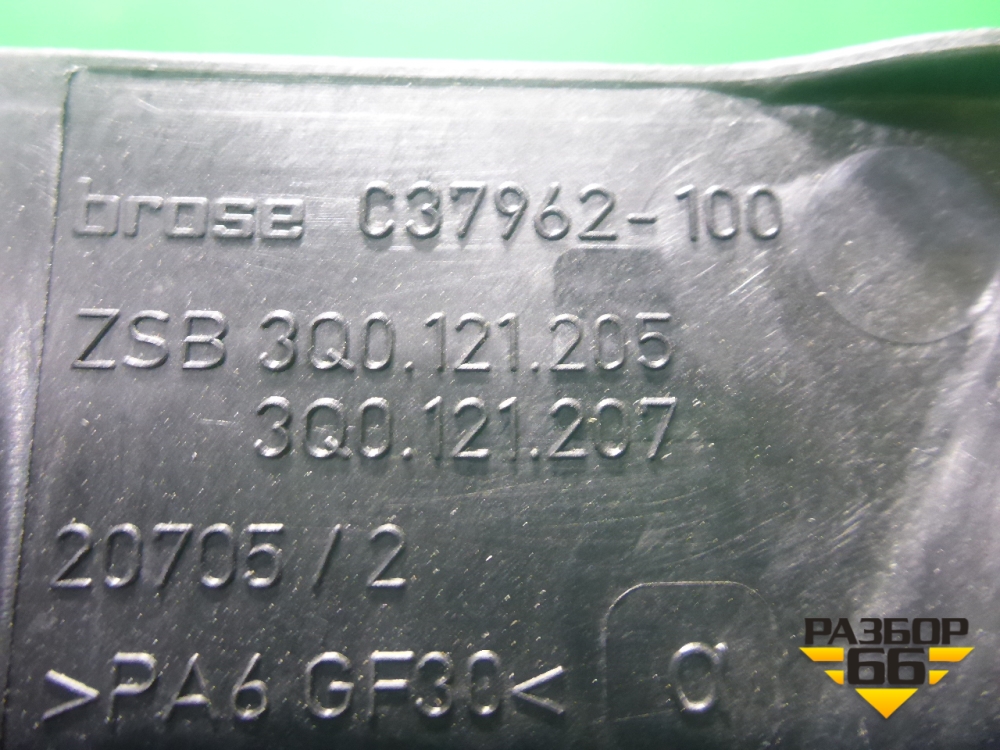 brose C37962-100
ZSB 3Q0.121.205
3Q0.121.207
20705/2
>PA6 GF30< a
РАЗБОР
66